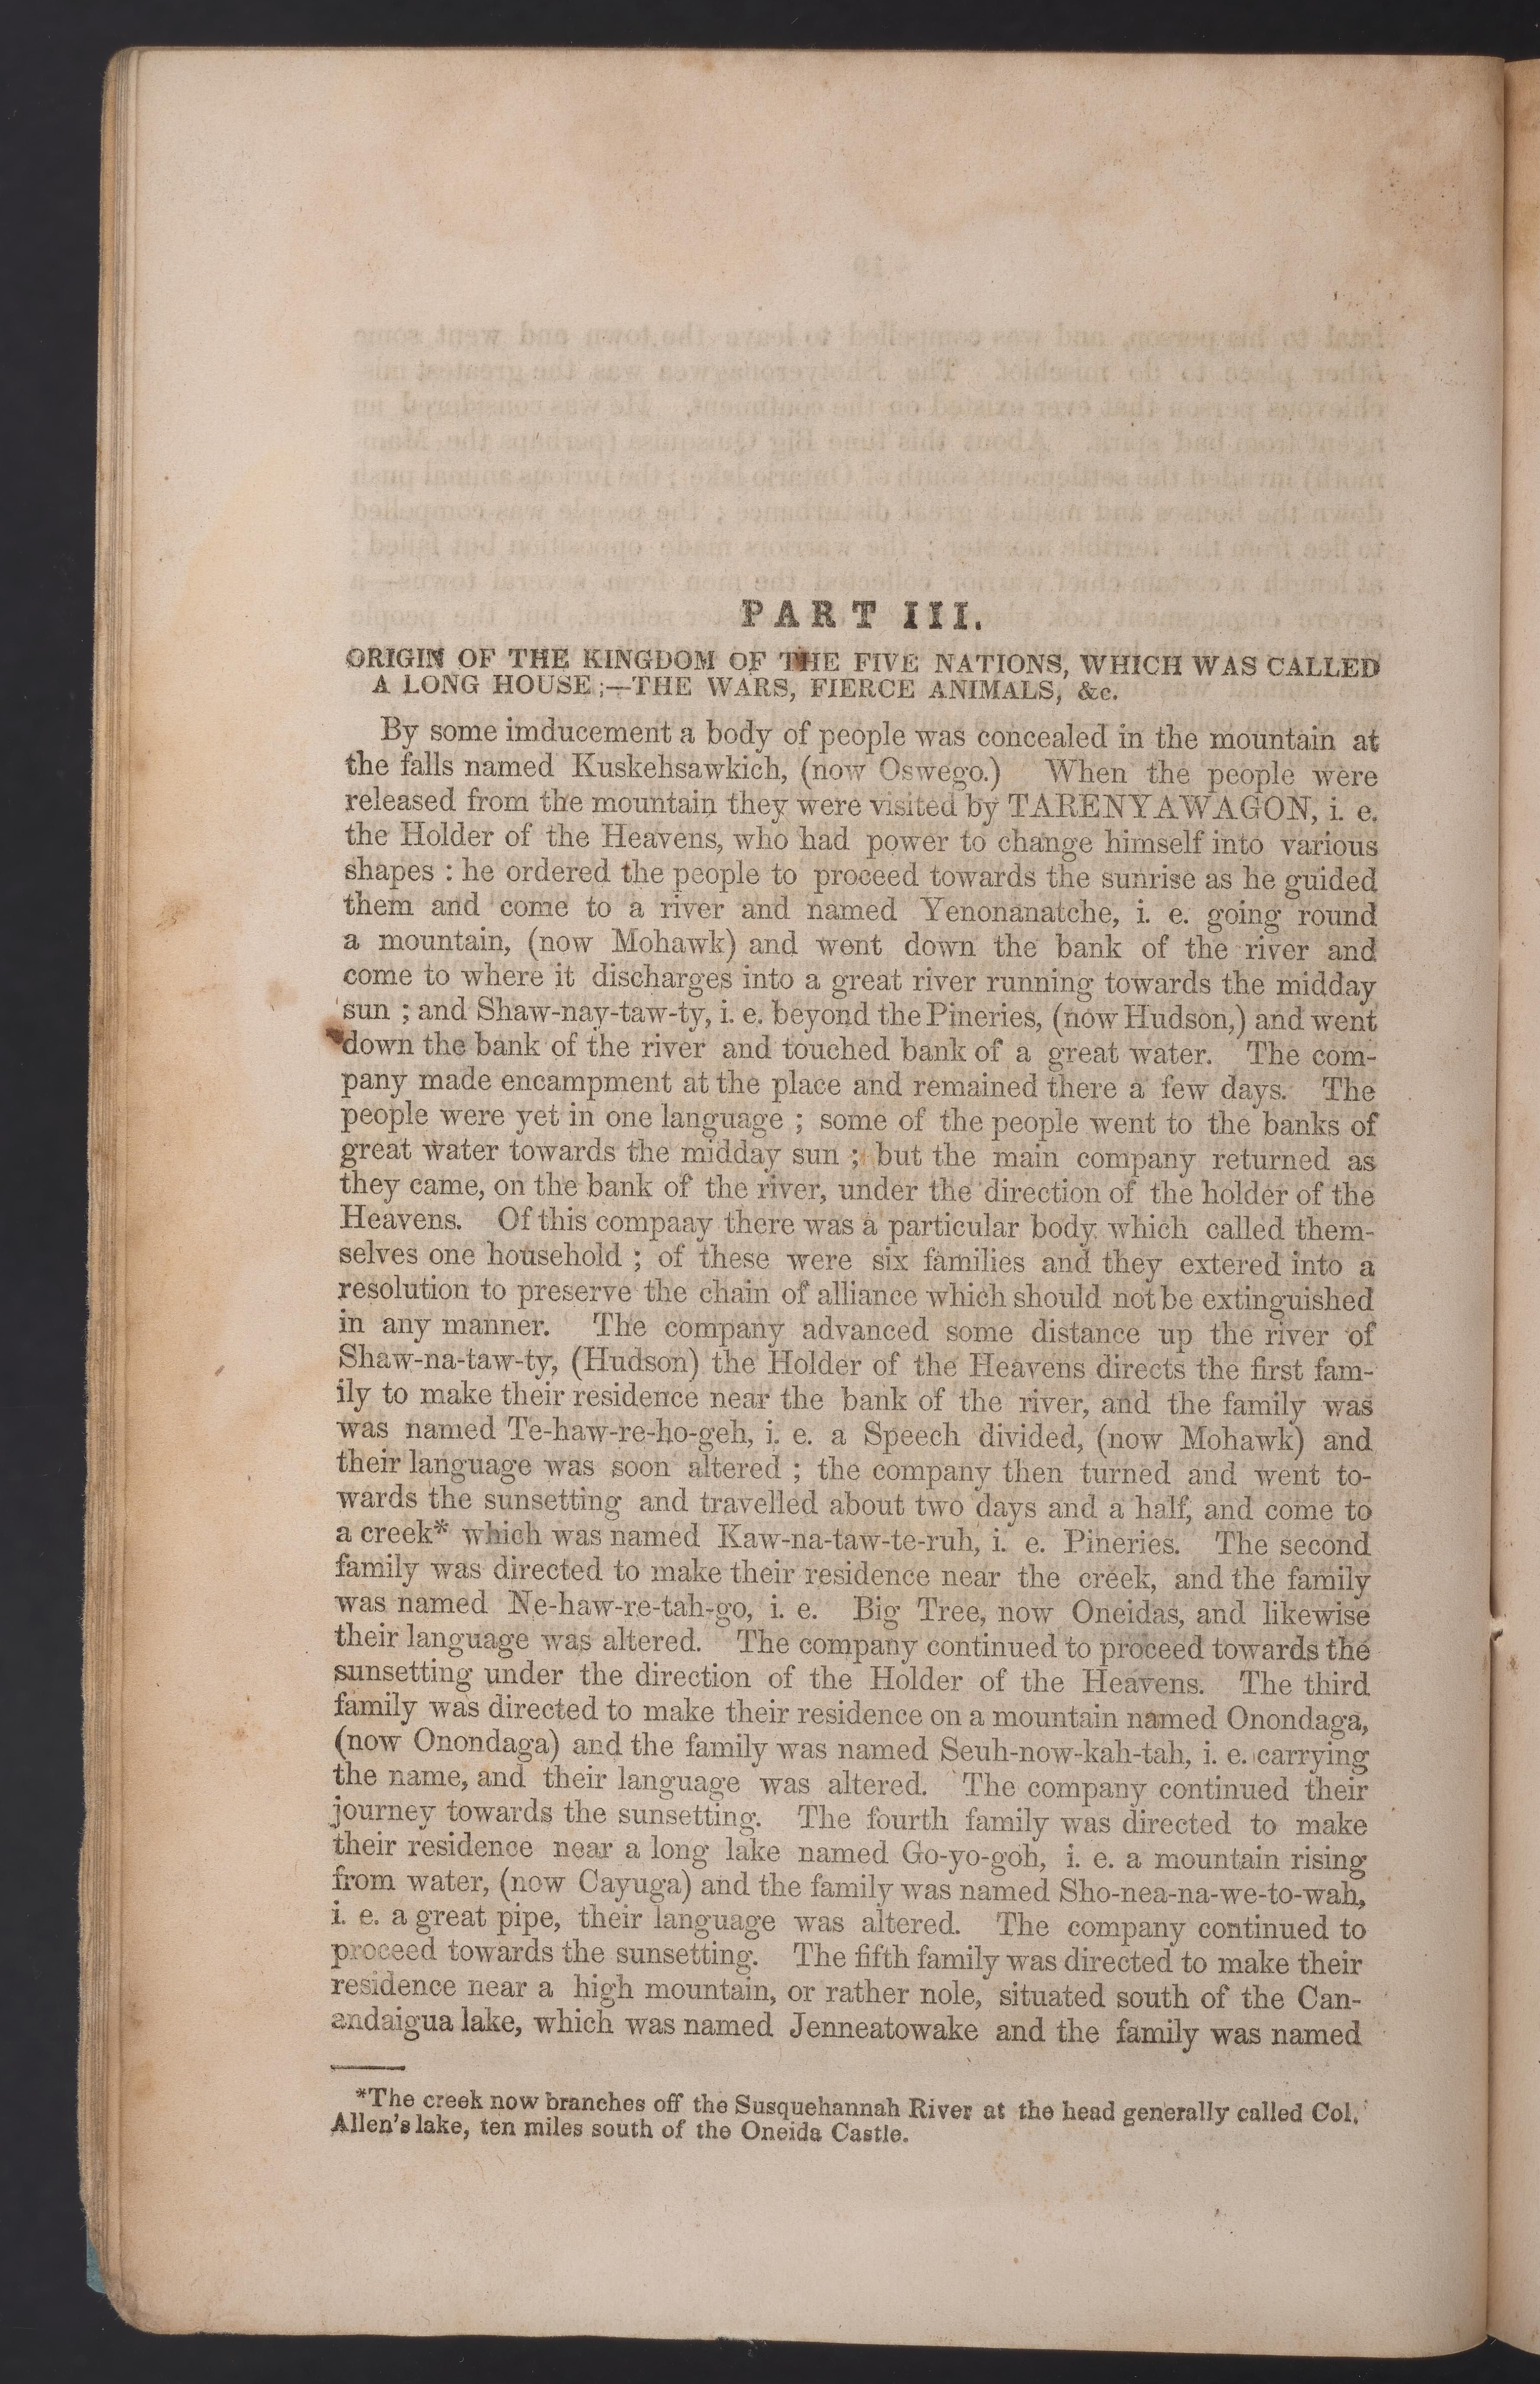 PART III.
ORIGIN OF THE KINGDOM OF THE FIVE NATIONS, WHICH WAS CALLED
A LONG HOUSE;—THE WARS, FIERCE ANIMALS, &c.
By some imducement a body of people was concealed in the mountain at
the falls named Kuskehsawkich, (now Oswego.) When the people were
released from the mountain they were visited by TARENYAWAGON, i. e.
the Holder of the Heavens, who had power to change himself into various
shapes : he ordered the people to proceed towards the sunrise as he guided
them and come to a river and named Yenonanatche, i. e. going round
a mountain, (now Mohawk) and went down the bank of the river and
come to where it discharges into a great river running towards the midday
sun ; and Shaw-nay-taw-ty, i. e. beyond the Pineries, (now Hudson,) and went
down the bank of the river and touched bank of a great water. The com-
pany made encampment at the place and remained there a few days. The
people were yet in one language ; some of the people went to the banks of
great water towards the midday sun ; but the main company returned as
they came, on the bank of the river, under the direction of the holder of the
Heavens. Of this compaay there was a particular body which called them-
selves one household ; of these were six families and they extered into a
resolution to preserve the chain of alliance which should not be extinguished
in any manner. The company advanced some distance up the river of
Shaw-na-taw-ty, (Hudson) the Holder of the Heavens directs the first fam-
ily to make their residence near the bank of the river, and the family was
was named Te-haw-re-ho-geh, i. e. a Speech divided, (now Mohawk) and
their language was soon altered ; the company then turned and went to-
wards the sunsetting and travelled about two days and a half, and come to
a creek* which was named Kaw-na-taw-te-ruh, i. e. Pineries. The second
family was directed to make their residence near the creek, and the family
was named Ne-haw-re-tah-go, i. e. Big Tree, now Oneidas, and likewise
their language was altered. The company continued to proceed towards the
sunsetting under the direction of the Holder of the Heavens. The third
family was directed to make their residence on a mountain named Onondaga,
(now Onondaga) and the family was named Seuh-now-kah-tah, i. e. carrying
the name, and their language was altered. The company continued their
journey towards the sunsetting. The fourth family was directed to make
their residence near a long lake named Go-yo-goh, i. e. a mountain rising
from water, (now Cayuga) and the family was named Sho-nea-na-we-to-wah,
i. e. a great pipe, their language was altered. The company continued to
proceed towards the sunsetting. The fifth family was directed to make their
residence near a high mountain, or rather nole, situated south of the Can-
andaigua lake, which was named Jenneatowake and the family was named
*The creek now branches off the Susquehannah River at the head generally called Col.
Allen's lake, ten miles south of the Oneida Castle.